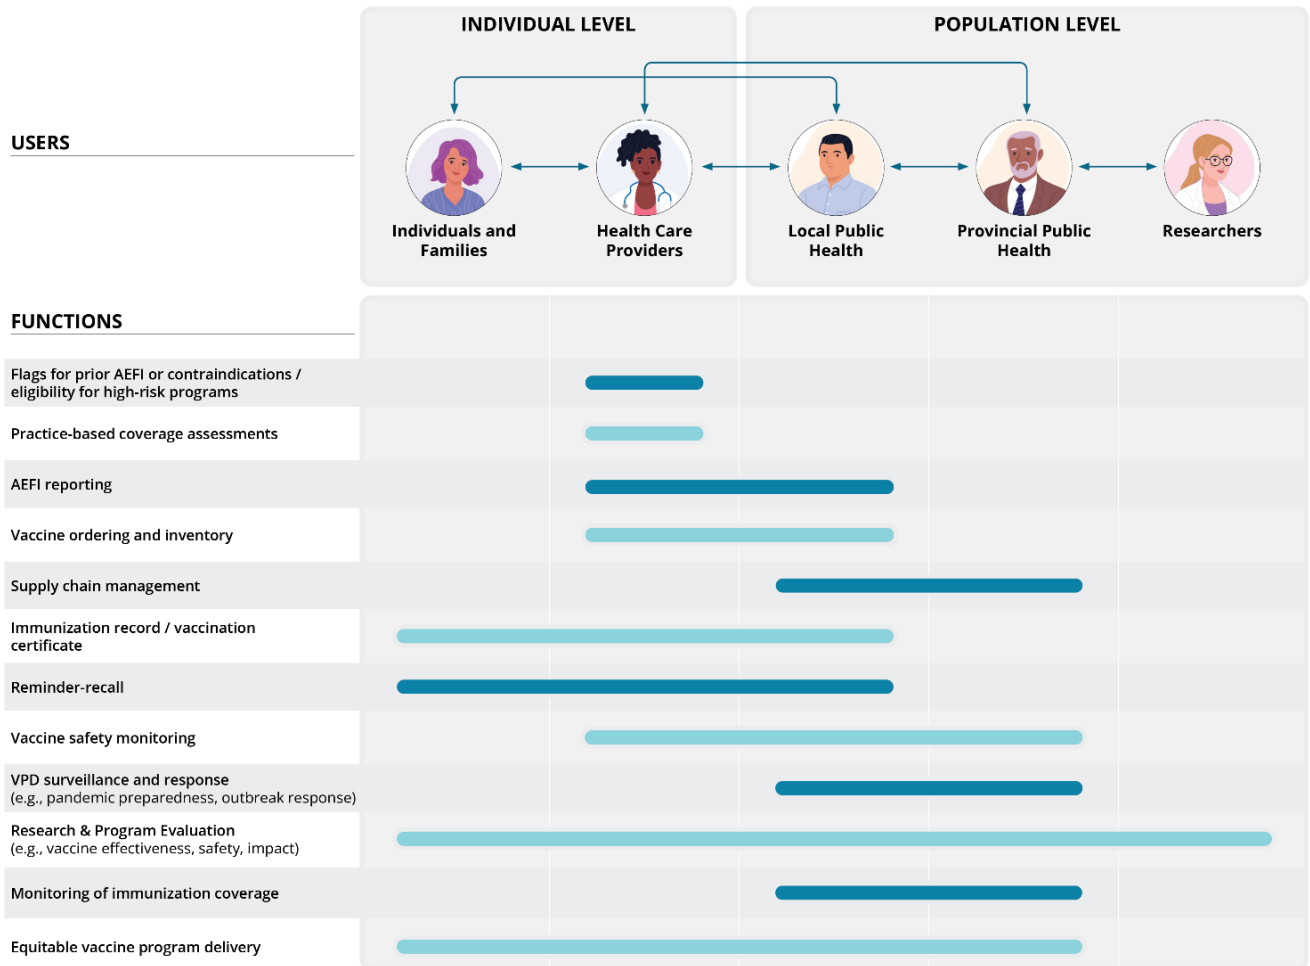 INDIVIDUAL LEVEL
POPULATION LEVEL
USERS
Individuals and
Families
Health Care
Providers
Local Public
Health
Provincial Public
Health
Researchers
FUNCTIONS
Flags for prior AEFI or contraindications /
eligibility for high-risk programs
Practice-based coverage assessments
AEFI reporting
Vaccine ordering and inventory
Supply chain management
Immunization record / vaccination
certificate
Reminder-recall
Vaccine safety monitoring
VPD surveillance and response
(e.g., pandemic preparedness, outbreak response)
Research & Program Evaluation
(e.g., vaccine effectiveness, safety, impact)
Monitoring of immunization coverage
Equitable vaccine program delivery